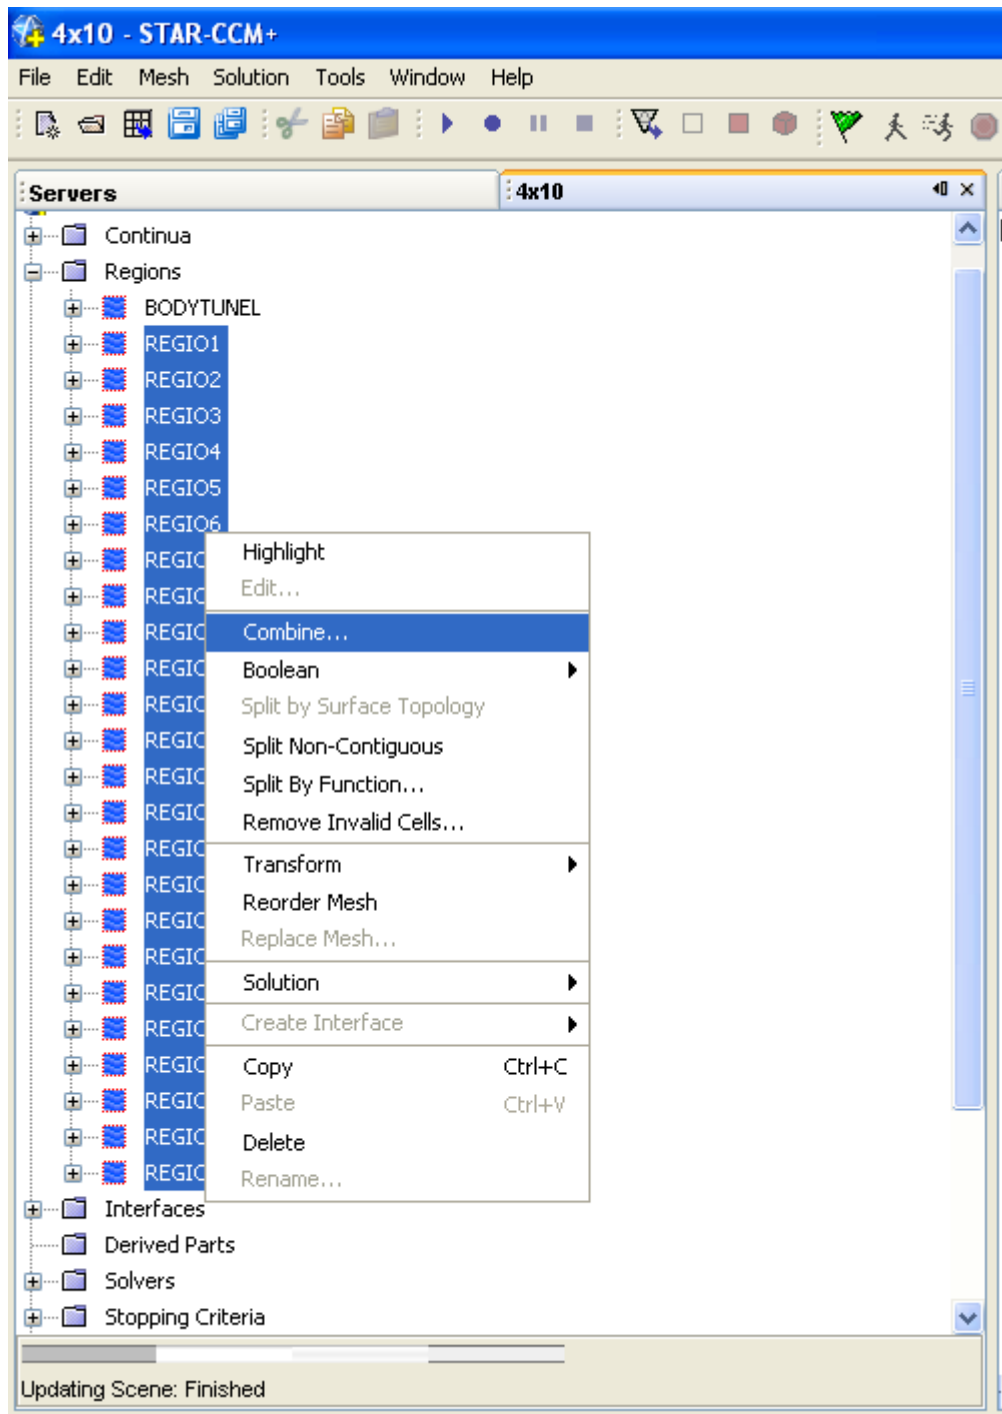 4x10 - STAR-CCM+
File Edit Mesh Solution Tools Window Help
Servers 4x10
Continua
Regions
BODYTUNEL
REGIO1
REGIO2
REGIO3
REGIO4
REGIO5
REGIO6
Highlight
Edit...
Combine...
Boolean
Split by Surface Topology
Split Non-Contiguous
Split By Function...
Remove Invalid Cells...
Transform
Reorder Mesh
Replace Mesh...
Solution
Create Interface
Copy Ctrl+C
Paste Ctrl+V
Delete
Rename...
Interfaces
Derived Parts
Solvers
Stopping Criteria
Updating Scene: Finished